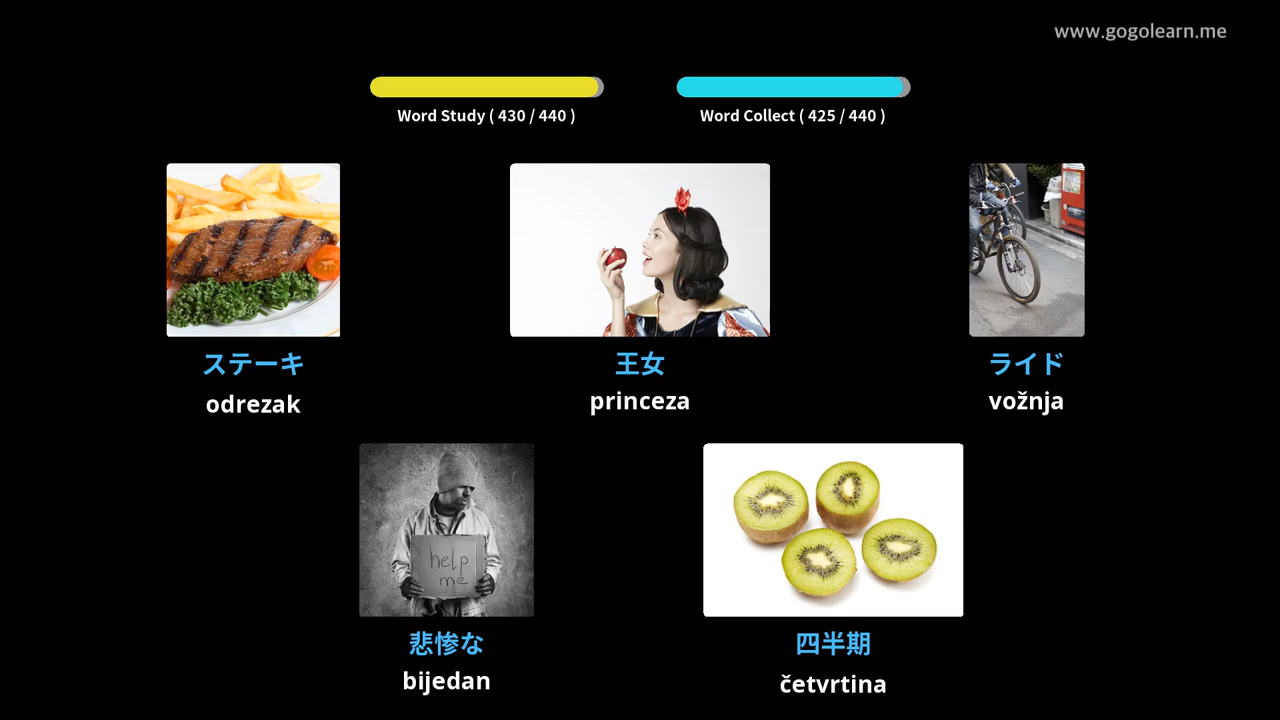 www.gogolearn.me
Word Study ( 430 / 440 )
Word Collect ( 425 / 440 )
ステーキ
odrezak
王女
princeza
ライド
vožnja
help
me
悲惨な
bijedan
四半期
četvrtina